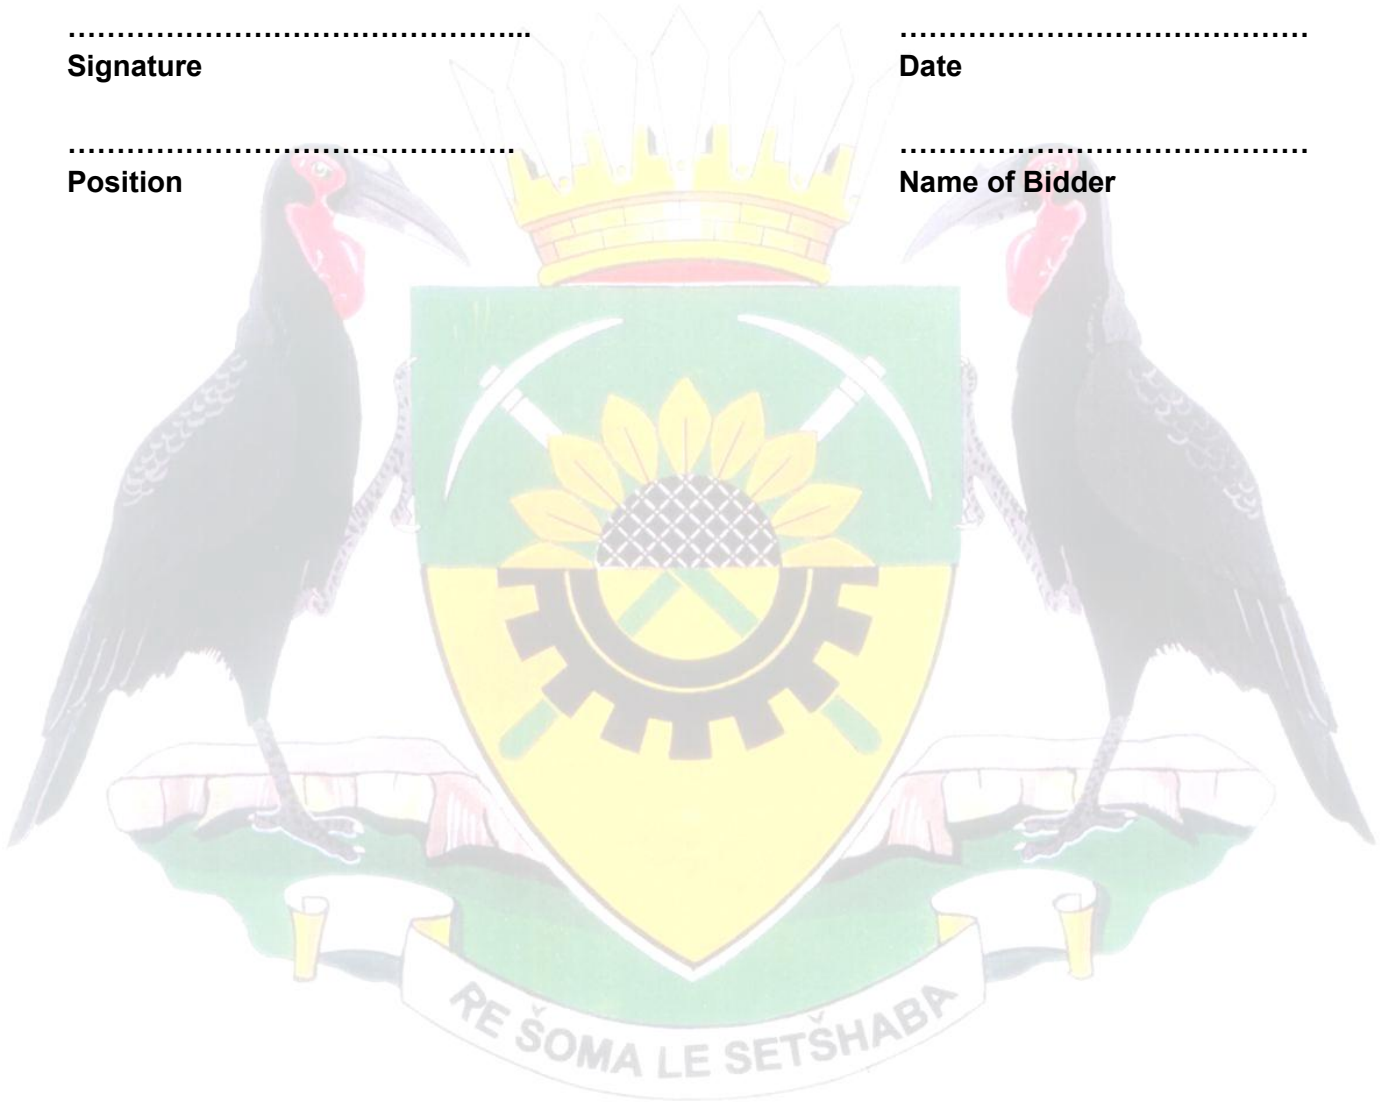 ………………………………………... ……………………………………
Signature Date
………………………………………. ……………………………………
Position Name of Bidder
RE ŠOMA LE SETŠHABA